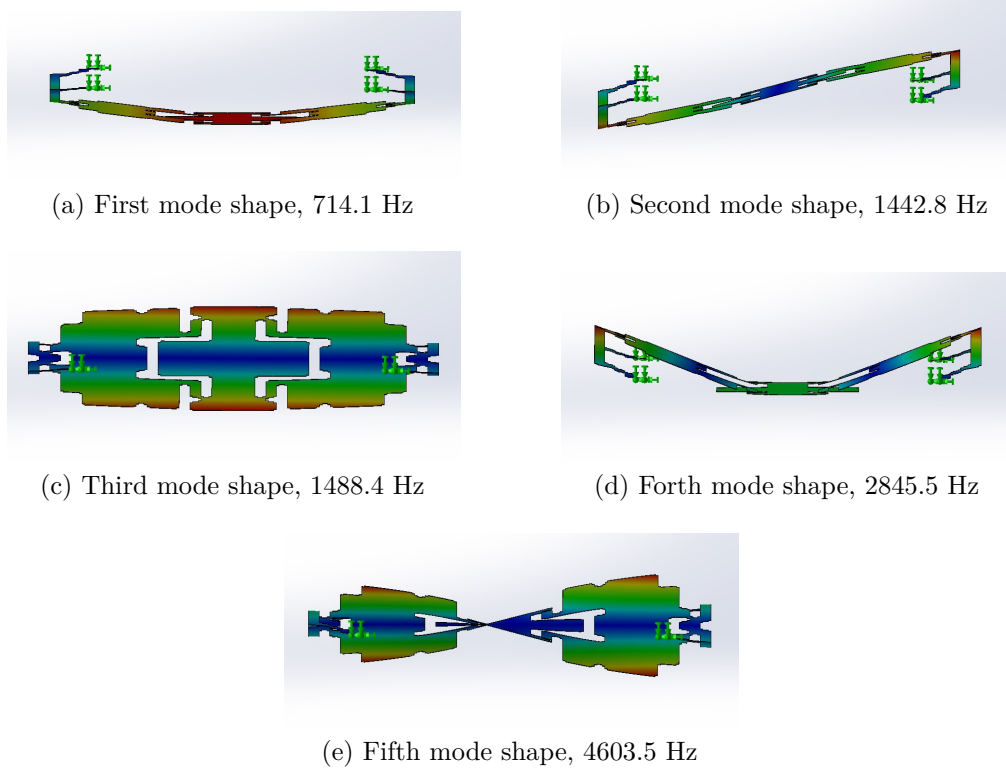 (a) First mode shape, 714.1 Hz
(b) Second mode shape, 1442.8 Hz
(c) Third mode shape, 1488.4 Hz
(d) Forth mode shape, 2845.5 Hz
(e) Fifth mode shape, 4603.5 Hz